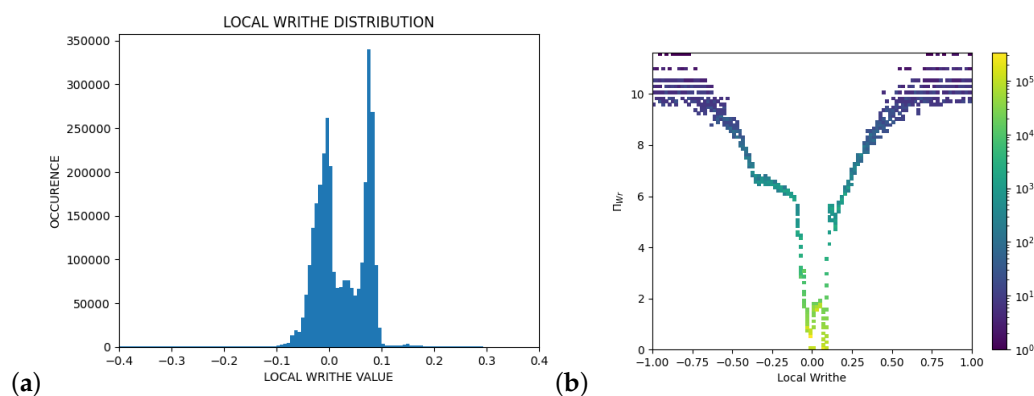 LOCAL WRITHE DISTRIBUTION
350000
300000
250000
200000
150000
100000
50000
0
OCCURENCE
−0.4 −0.3 −0.2 −0.1 0.0 0.1 0.2 0.3 0.4
LOCAL WRITHE VALUE
(a)
10
8
6
4
2
0
ΠWr
−1.00 −0.75 −0.50 −0.25 0.00 0.25 0.50 0.75 1.00
Local Writhe
10^5
10^4
10^3
10^2
10^1
10^0
(b)